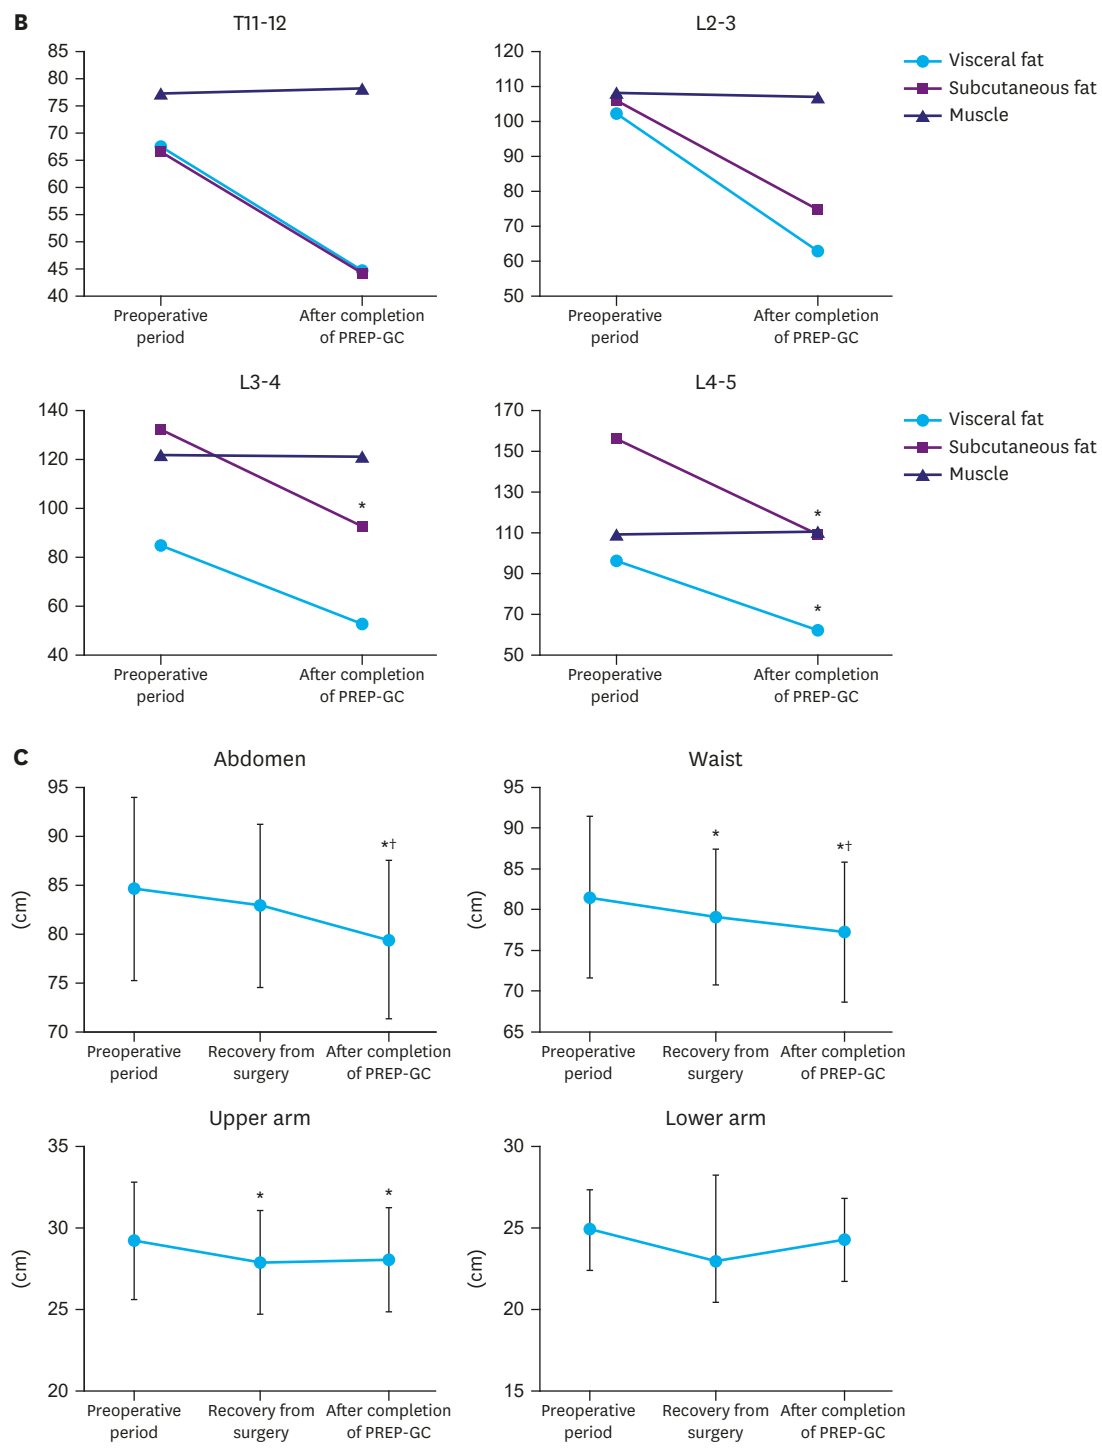 B
T11-12
85
80
75
70
65
60
55
50
45
40
Preoperative
period
After completion
of PREP-GC
L2-3
120
110
100
90
80
70
60
50
Preoperative
period
After completion
of PREP-GC
Visceral fat
Subcutaneous fat
Muscle
L3-4
140
120
100
80
60
40
*
Preoperative
period
After completion
of PREP-GC
L4-5
170
150
130
110
90
70
50
*
*
Preoperative
period
After completion
of PREP-GC
Visceral fat
Subcutaneous fat
Muscle
C
Abdomen
(cm)
95
90
85
80
75
70
*†
Preoperative
period
Recovery from
surgery
After completion
of PREP-GC
Waist
(cm)
95
90
85
80
75
70
65
*
*†
Preoperative
period
Recovery from
surgery
After completion
of PREP-GC
Upper arm
(cm)
35
30
25
20
*
*
Preoperative
period
Recovery from
surgery
After completion
of PREP-GC
Lower arm
(cm)
30
25
20
15
Preoperative
period
Recovery from
surgery
After completion
of PREP-GC